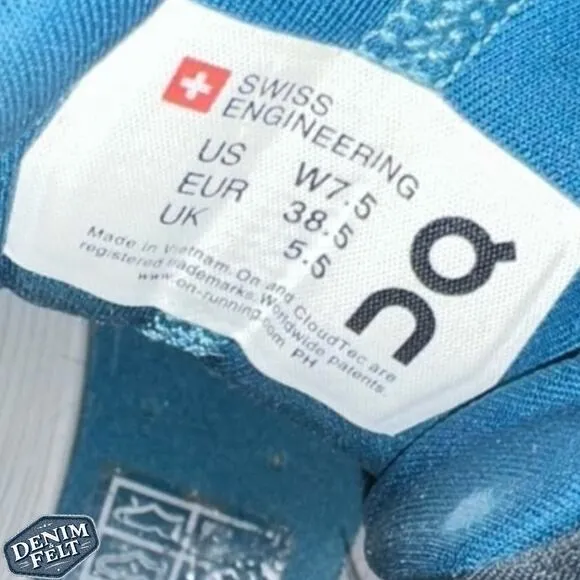 SWISS
ENGINEERING
US W7.5
EUR 38.5
UK 5.5
Made in Vietnam. On and CloudTec are
registered trademarks. Worldwide patents.
www.on-running.com PH
On
DENIM
& FELT